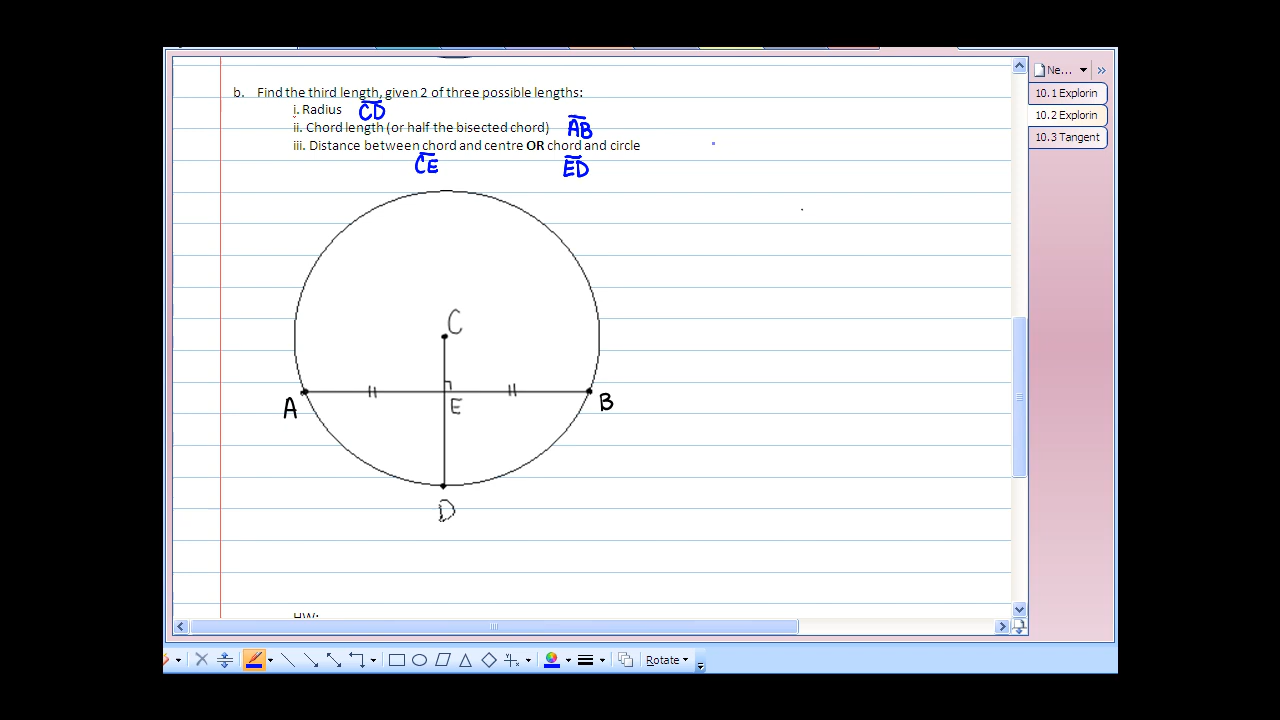 b. Find the third length, given 2 of three possible lengths:
i. Radius CD
ii. Chord length (or half the bisected chord) AB
iii. Distance between chord and centre OR chord and circle
CE ED
C
A E B
D
HW:
Ne...
10.1 Explorin
10.2 Explorin
10.3 Tangent
Rotate